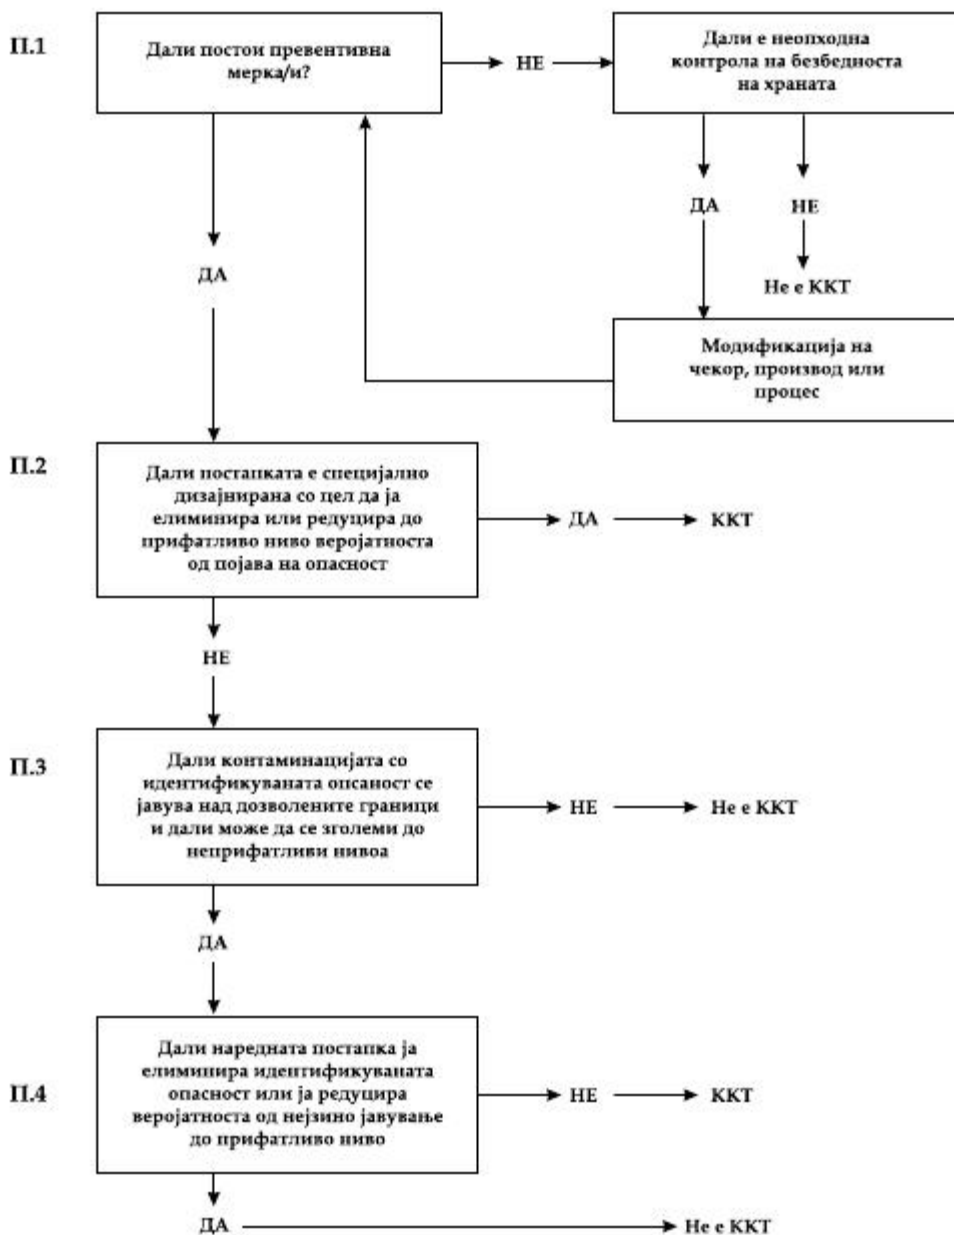 П.1
Дали постои превентивна
мерка/и?
НЕ
Дали е неопходна
контрола на безбедноста
на храната
ДА
НЕ
Не е ККТ
ДА
Модификација на
чекор, производ или
процес
П.2
Дали постапката е специјално
дизајнирана со цел да ја
елиминира или редуцира до
прифатливо ниво веројатноста
од појава на опасност
ДА
ККТ
НЕ
П.3
Дали контаминацијата со
идентификуваната опсаност се
јавува над дозволените граници
и дали може да се зголеми до
неприфатливи нивоа
НЕ
Не е ККТ
ДА
П.4
Дали наредната постапка ја
елиминира идентификуваната
опасност или ја редуцира
веројатноста од нејзино јавување
до прифатливо ниво
НЕ
ККТ
ДА
Не е ККТ